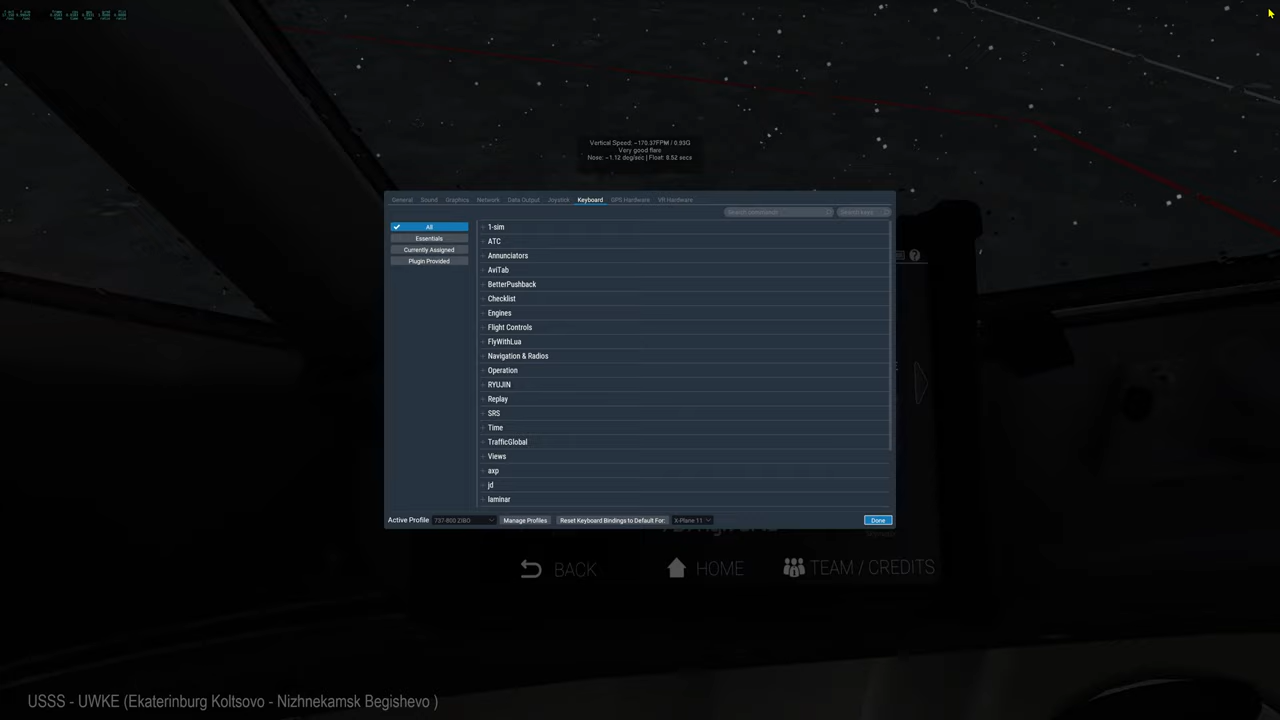 Vertical Speed: -170.37FPM / 0.93G
Very good flare
Nose: -1.12 deg/sec | Float: 8.52 secs
General Sound Graphics Network Data Output Joystick Keyboard GPS Hardware VR Hardware
Search keys
All
Essentials
Currently Assigned
Plugin Provided
1-sim
ATC
Annunciators
AviTab
BetterPushback
Checklist
Engines
Flight Controls
FlyWithLua
Navigation & Radios
Operation
RYUJIN
Replay
SRS
Time
TrafficGlobal
Views
axp
jd
laminar
Active Profile 737-800 ZIBO Manage Profiles Reset Keyboard Bindings to Default For: X-Plane 11 Done
BACK HOME TEAM / CREDITS
USSS - UWKE (Ekaterinburg Koltsovo - Nizhnekamsk Begishevo )